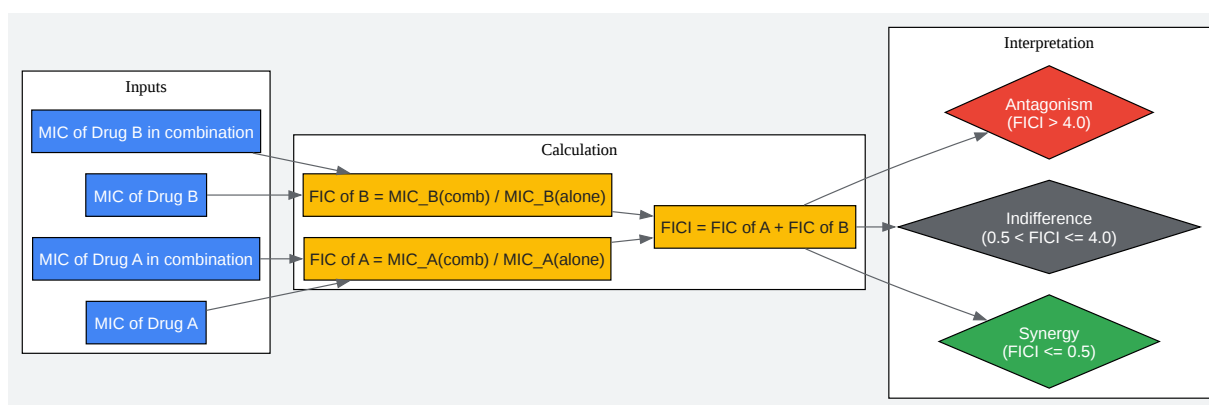 Inputs
MIC of Drug B in combination
MIC of Drug B
MIC of Drug A in combination
MIC of Drug A
Calculation
FIC of B = MIC_B(comb) / MIC_B(alone)
FIC of A = MIC_A(comb) / MIC_A(alone)
FICI = FIC of A + FIC of B
Interpretation
Antagonism
(FICI > 4.0)
Indifference
(0.5 < FICI <= 4.0)
Synergy
(FICI <= 0.5)